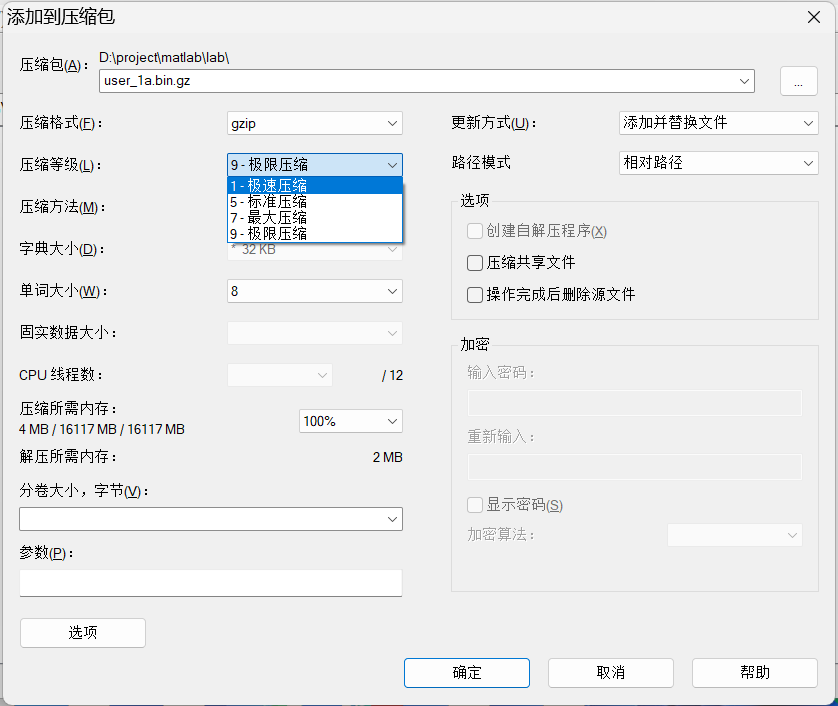 添加到压缩包
压缩包(A)：
D:\project\matlab\lab\
user_1a.bin.gz
...
压缩格式(F)：
gzip
压缩等级(L)：
9 - 极限压缩
1 - 极速压缩
5 - 标准压缩
7 - 最大压缩
9 - 极限压缩
压缩方法(M)：
字典大小(D)：
* 32 KB
单词大小(W)：
8
固实数据大小：
CPU 线程数：
/ 12
压缩所需内存：
4 MB / 16117 MB / 16117 MB
100%
解压所需内存：
2 MB
分卷大小，字节(V)：
参数(P)：
选项
更新方式(U)：
添加并替换文件
路径模式
相对路径
选项
创建自解压程序(X)
压缩共享文件
操作完成后删除源文件
加密
输入密码：
重新输入：
显示密码(S)
加密算法：
确定
取消
帮助